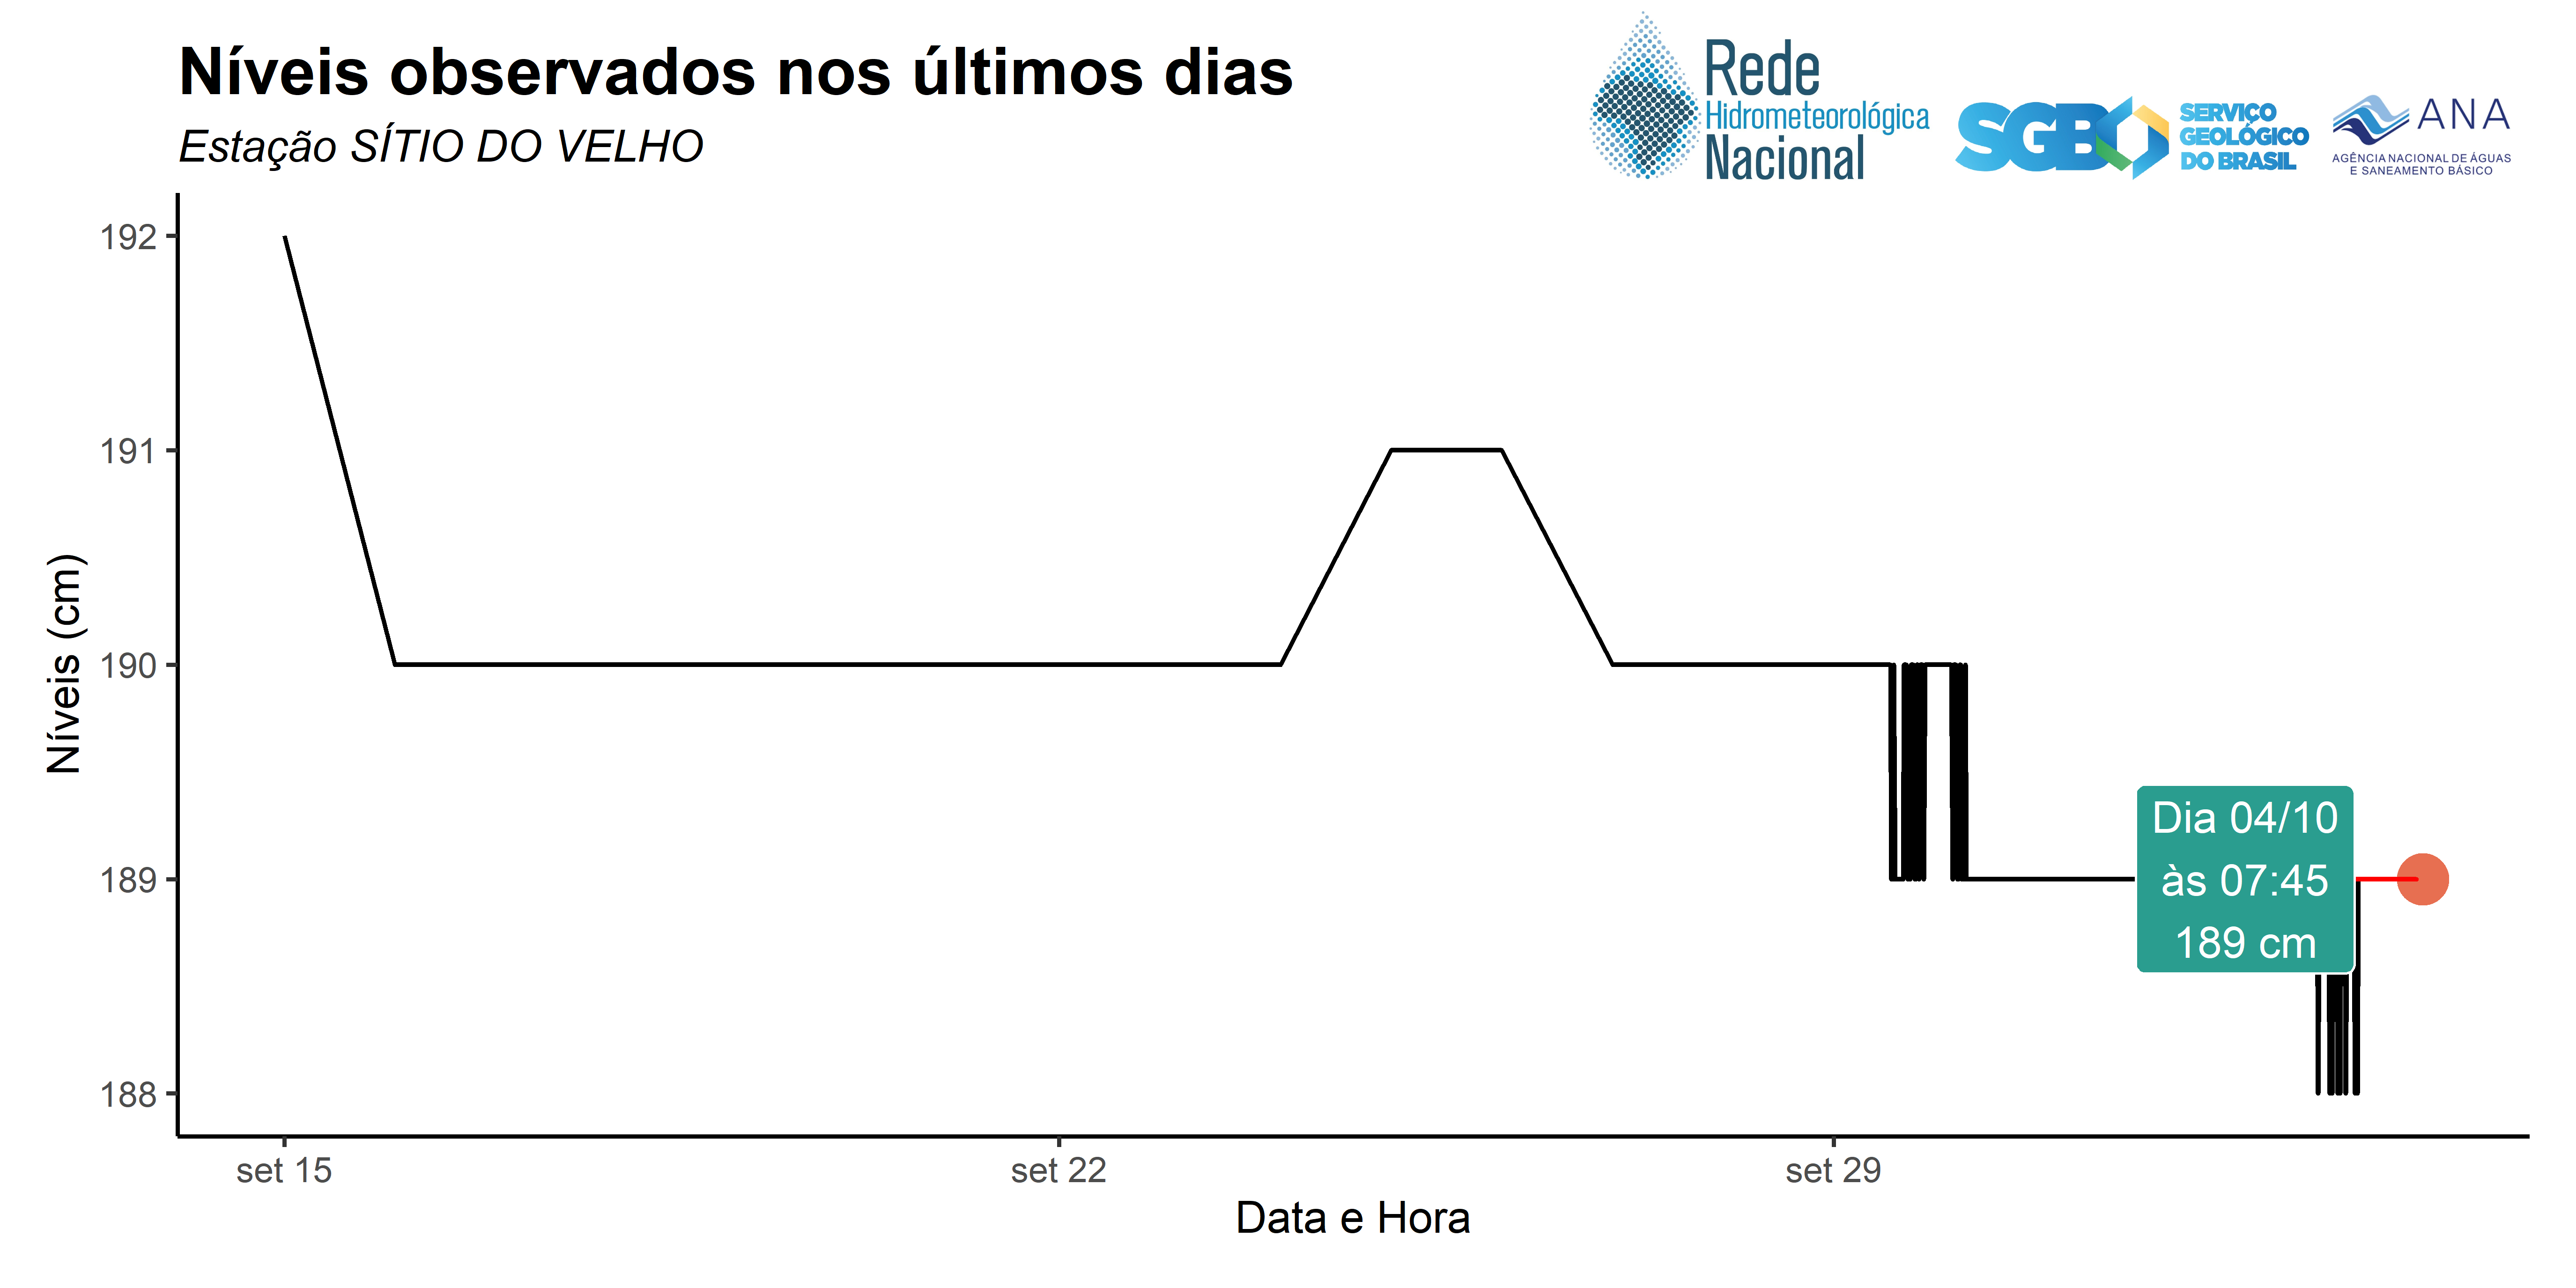 Níveis observados nos últimos dias
Estação SÍTIO DO VELHO
Rede
Hidrometeorológica
Nacional
SGB
SERVIÇO
GEOLÓGICO
DO BRASIL
ANA
AGÊNCIA NACIONAL DE ÁGUAS
E SANEAMENTO BÁSICO
Níveis (cm)
192
191
190
189
188
Dia 04/10
às 07:45
189 cm
set 15
set 22
set 29
Data e Hora